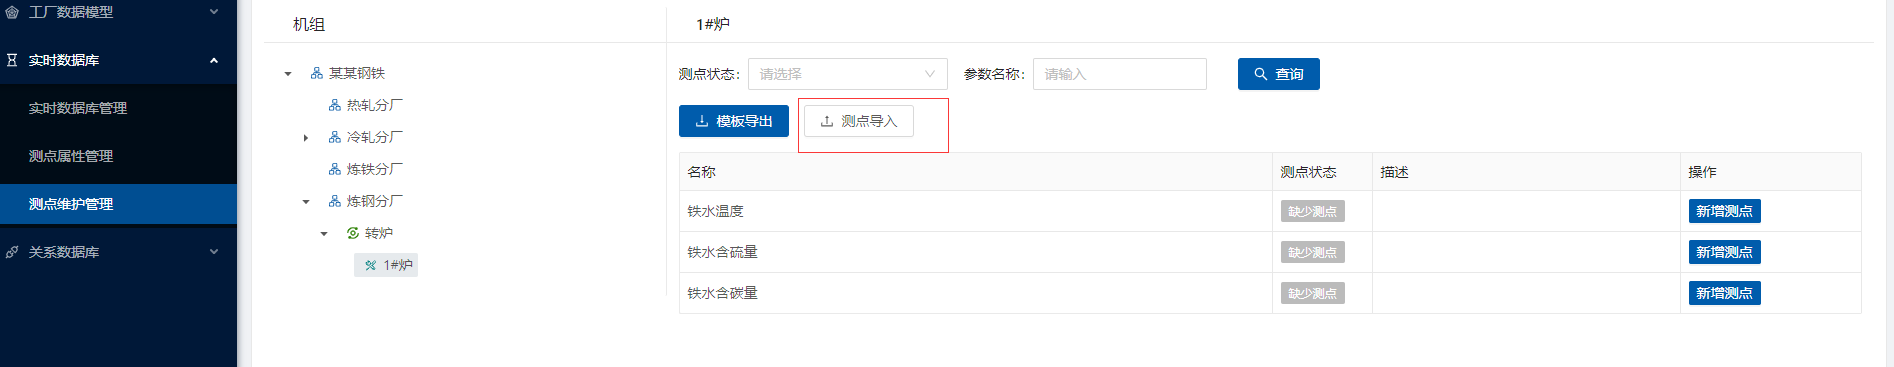 工厂数据模型
实时数据库
实时数据库管理
测点属性管理
测点维护管理
关系数据库
机组
某某钢铁
热轧分厂
冷轧分厂
炼铁分厂
炼钢分厂
转炉
1#炉
1#炉
测点状态: 请选择 参数名称: 请输入 查询
模板导出 测点导入
名称 测点状态 描述 操作
铁水温度 缺少测点 新增测点
铁水含硫量 缺少测点 新增测点
铁水含碳量 缺少测点 新增测点